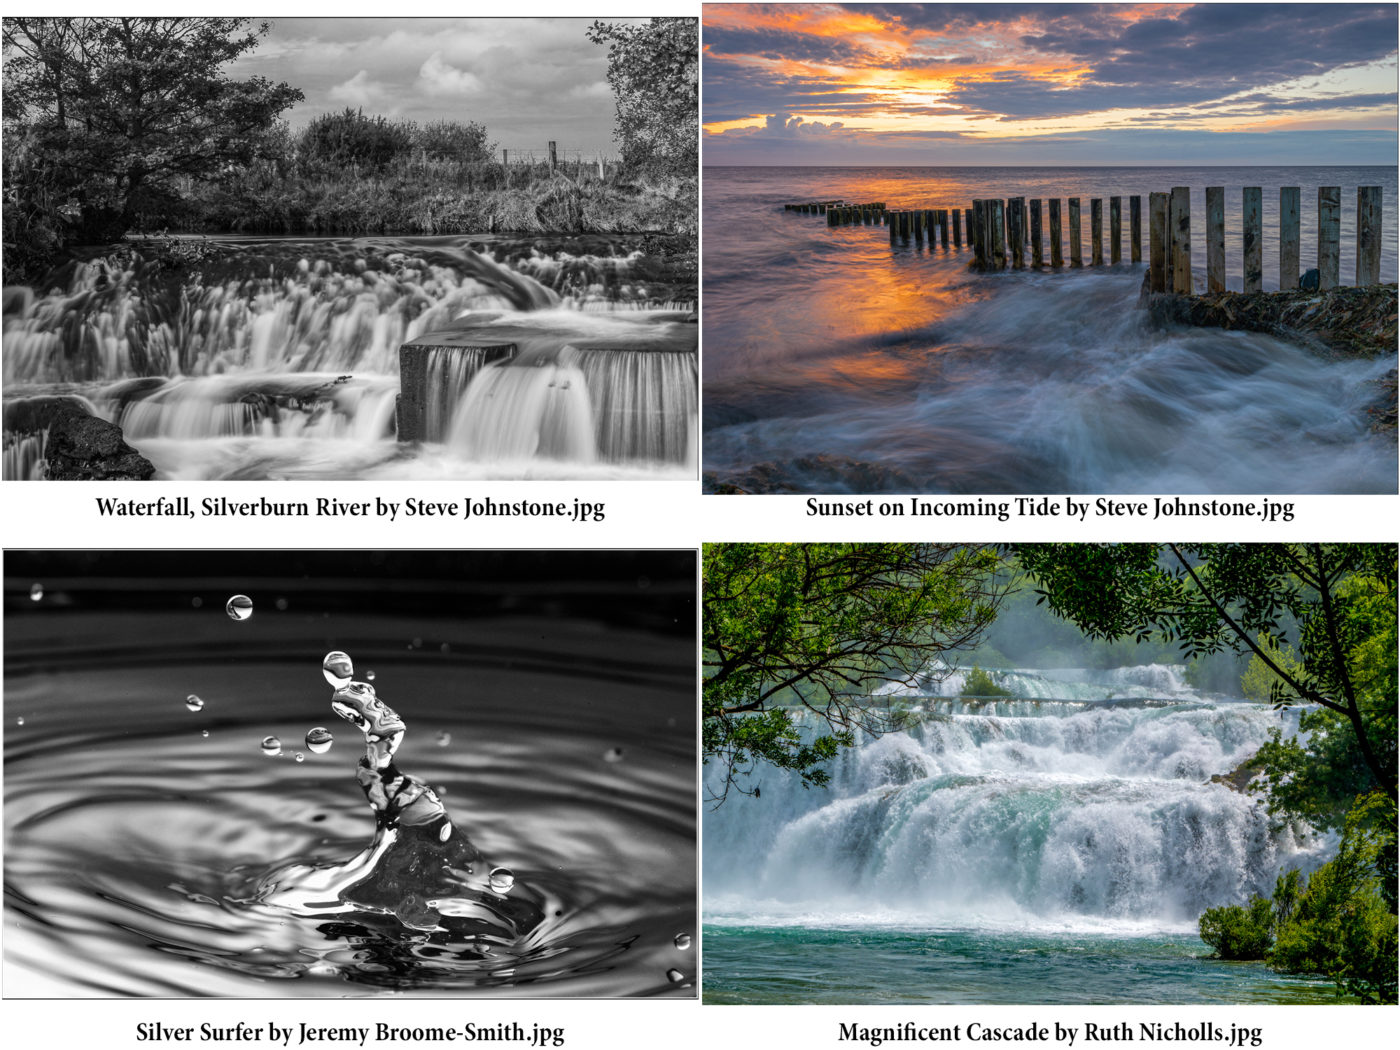 Waterfall, Silverburn River by Steve Johnstone.jpg
Sunset on Incoming Tide by Steve Johnstone.jpg
Silver Surfer by Jeremy Broome-Smith.jpg
Magnificent Cascade by Ruth Nicholls.jpg